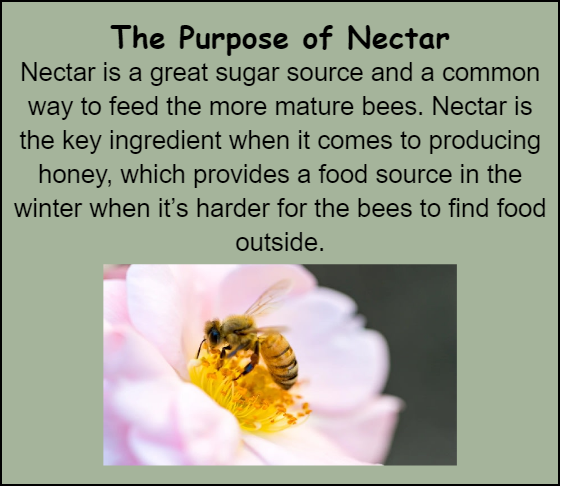 The Purpose of Nectar
Nectar is a great sugar source and a common
way to feed the more mature bees. Nectar is
the key ingredient when it comes to producing
honey, which provides a food source in the
winter when it’s harder for the bees to find food
outside.